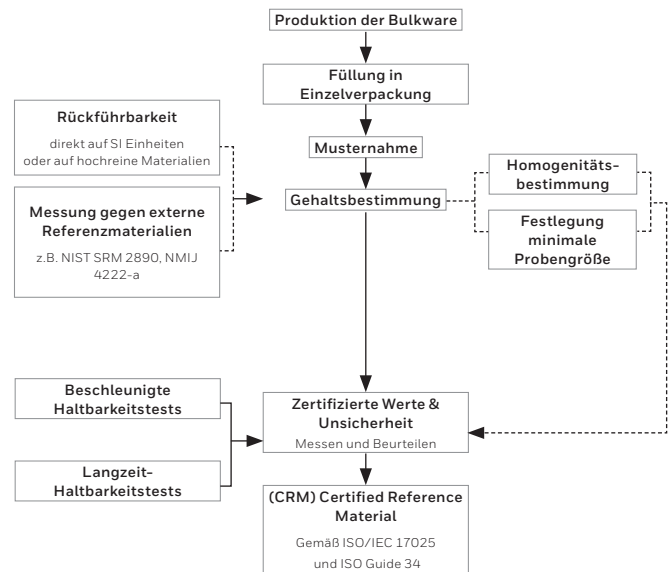 Produktion der Bulkware
Füllung in
Einzelverpackung
Rückführbarkeit
direkt auf SI Einheiten
oder auf hochreine Materialien
Musternahme
Homogenitäts-
bestimmung
Gehaltsbestimmung
Messung gegen externe
Referenzmaterialien
z.B. NIST SRM 2890, NMIJ
4222-a
Festlegung
minimale
Probengröße
Beschleunigte
Haltbarkeitstests
Zertifizierte Werte &
Unsicherheit
Messen und Beurteilen
Langzeit-
Haltbarkeitstests
(CRM) Certified Reference
Material
Gemäß ISO/IEC 17025
und ISO Guide 34